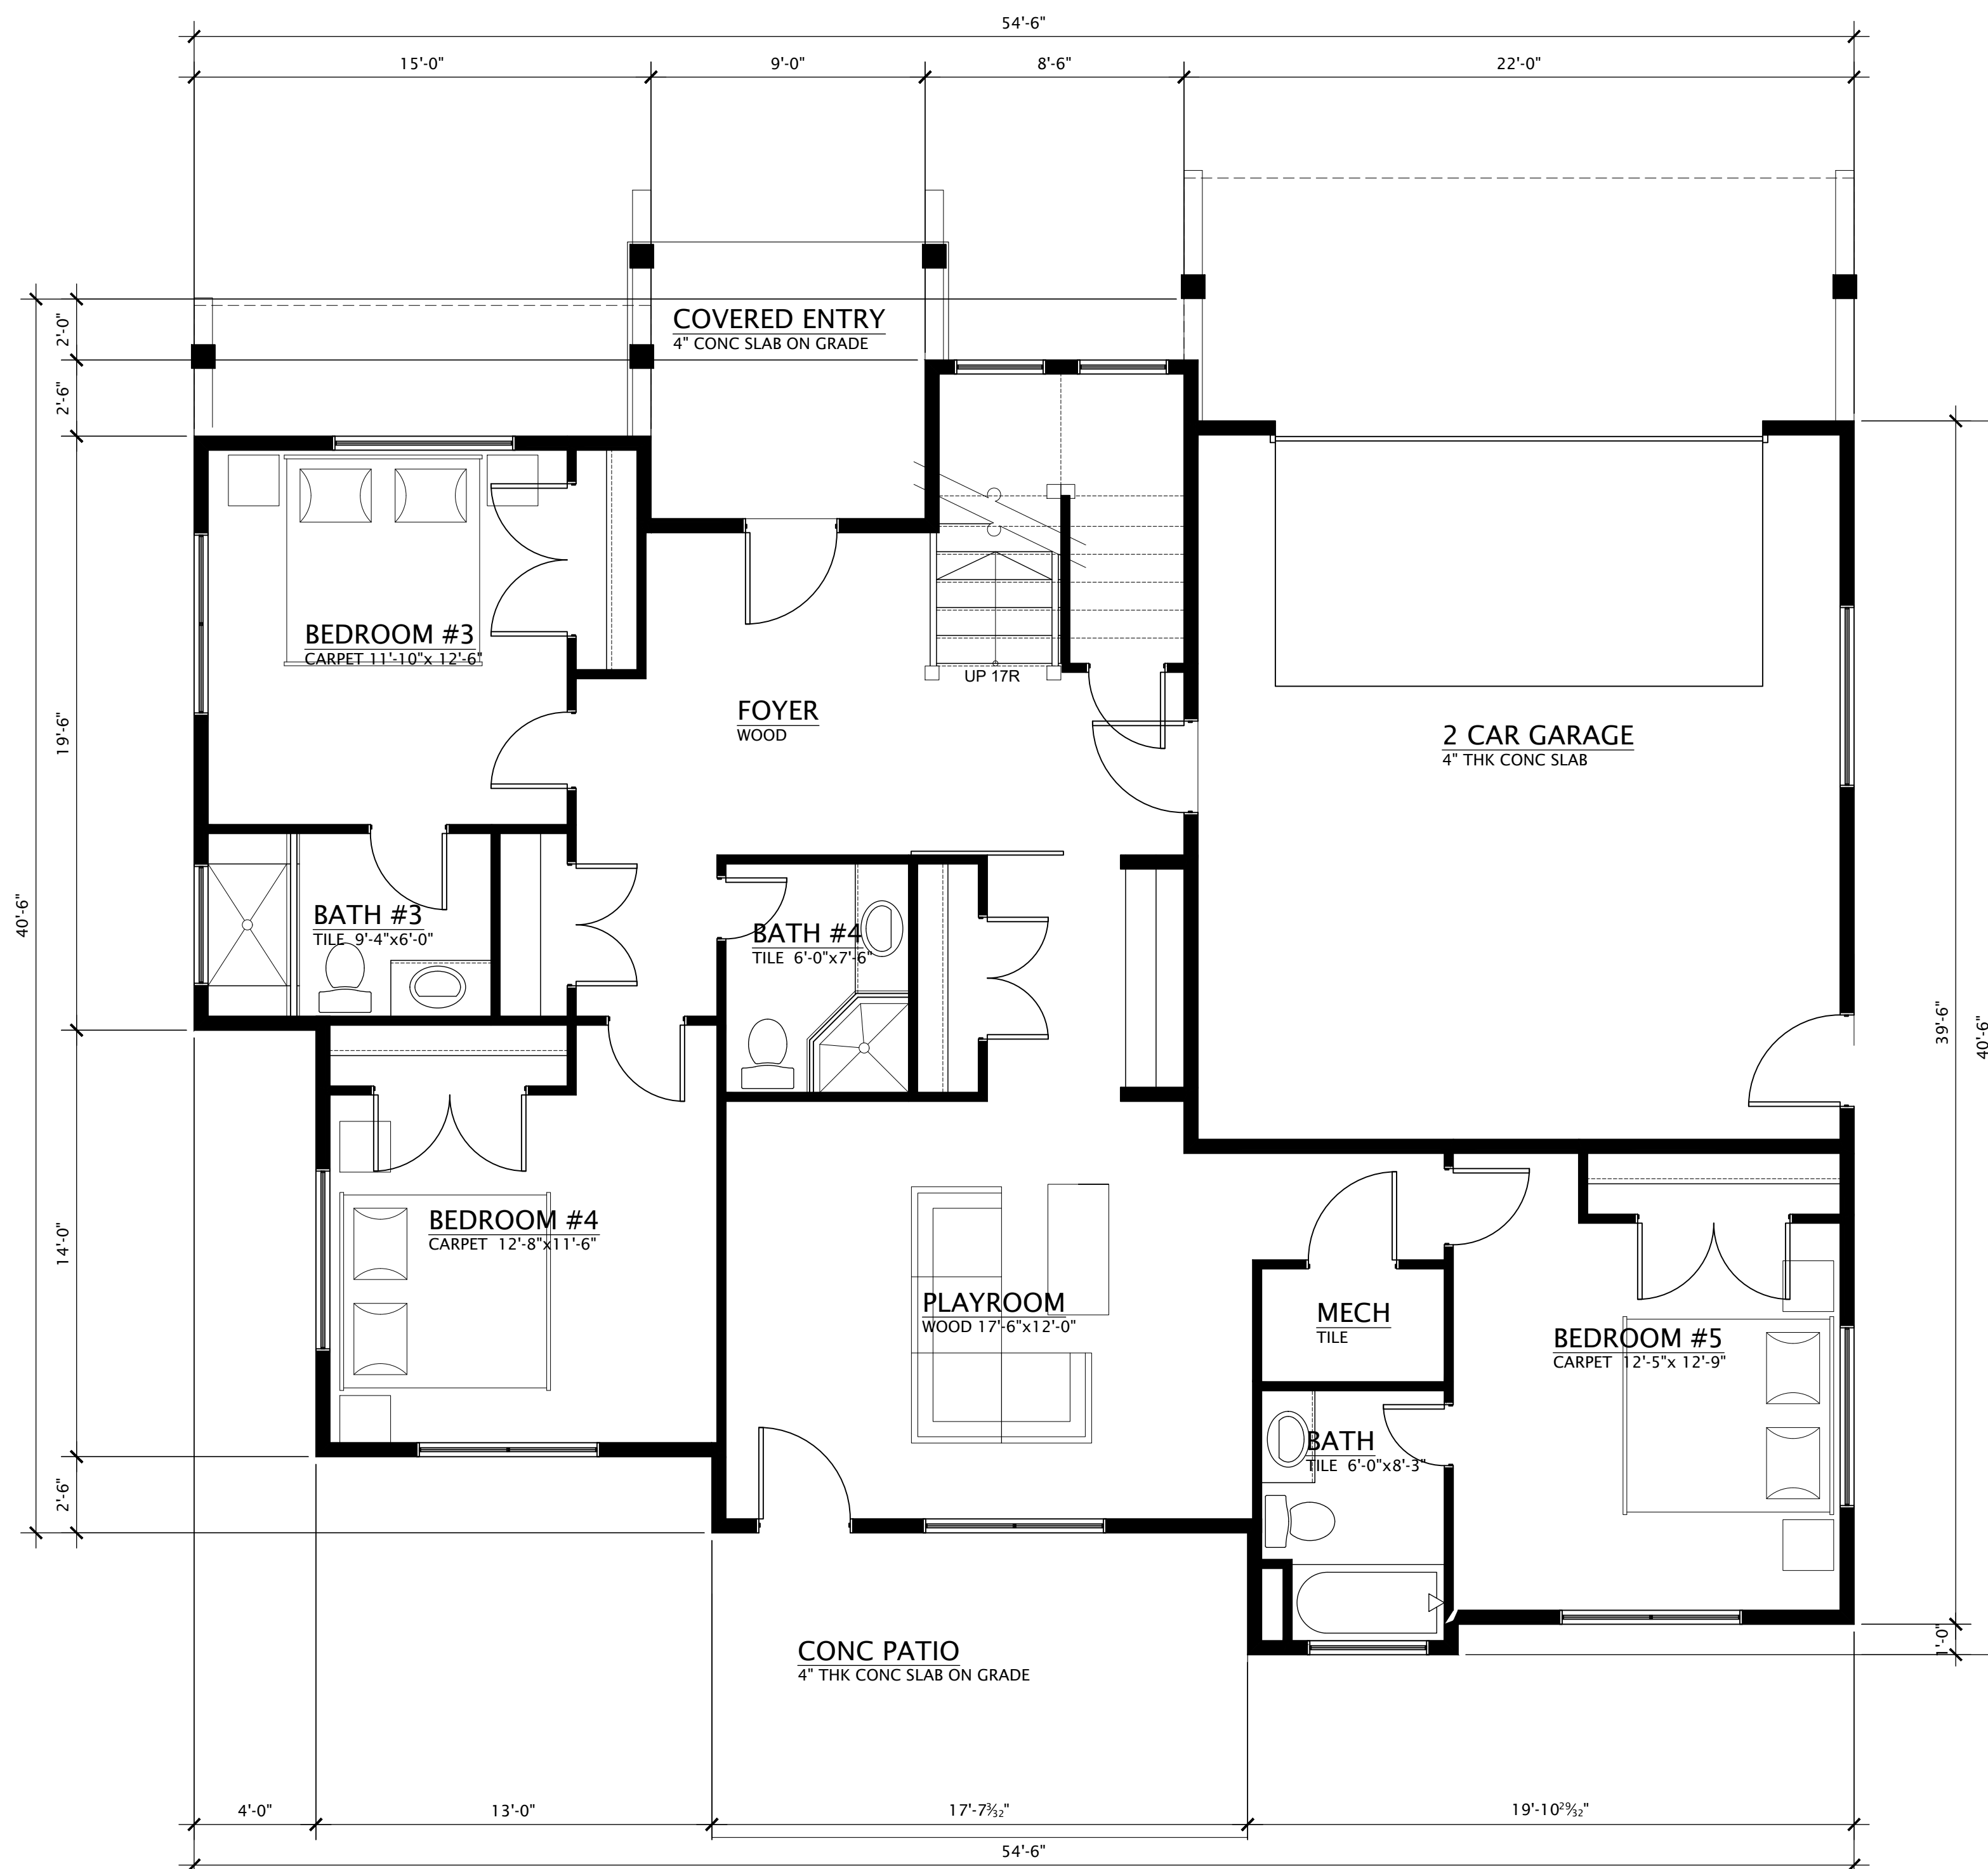 54'-6"
15'-0"
9'-0"
8'-6"
22'-0"
2'-0"
2'-6"
19'-6"
40'-6"
14'-0"
2'-6"
COVERED ENTRY
4" CONC SLAB ON GRADE
BEDROOM #3
CARPET 11'-10"x 12'-6"
UP 17R
FOYER
WOOD
2 CAR GARAGE
4" THK CONC SLAB
BATH #3
TILE 9'-4"x6'-0"
BATH #4
TILE 6'-0"x7'-6"
39'-6"
40'-6"
BEDROOM #4
CARPET 12'-8"x11'-6"
PLAYROOM
WOOD 17'-6"x12'-0"
MECH
TILE
BEDROOM #5
CARPET 12'-5"x 12'-9"
BATH
TILE 6'-0"x8'-3"
1'-0"
CONC PATIO
4" THK CONC SLAB ON GRADE
4'-0"
13'-0"
17'-7 3⁄32"
19'-10 29⁄32"
54'-6"